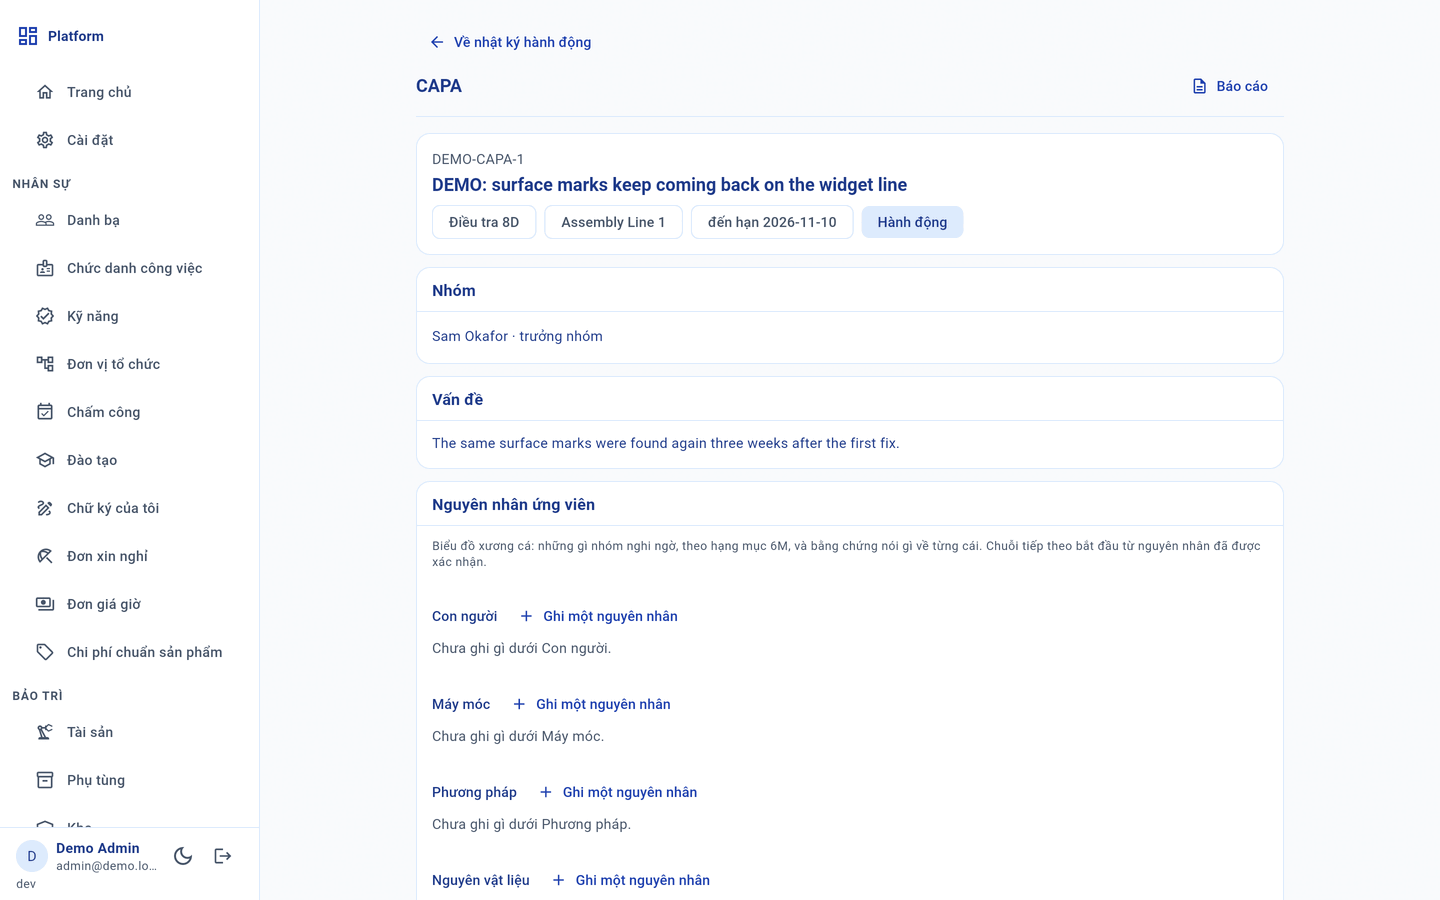 Platform
Trang chủ
Cài đặt
NHÂN SỰ
Danh bạ
Chức danh công việc
Kỹ năng
Đơn vị tổ chức
Chấm công
Đào tạo
Chữ ký của tôi
Đơn xin nghỉ
Đơn giá giờ
Chi phí chuẩn sản phẩm
BẢO TRÌ
Tài sản
Phụ tùng
Kho
D
Demo Admin
admin@demo.lo…
dev
Về nhật ký hành động
CAPA
Báo cáo
DEMO-CAPA-1
DEMO: surface marks keep coming back on the widget line
Điều tra 8D
Assembly Line 1
đến hạn 2026-11-10
Hành động
Nhóm
Sam Okafor · trưởng nhóm
Vấn đề
The same surface marks were found again three weeks after the first fix.
Nguyên nhân ứng viên
Biểu đồ xương cá: những gì nhóm nghi ngờ, theo hạng mục 6M, và bằng chứng nói gì về từng cái. Chuỗi tiếp theo bắt đầu từ nguyên nhân đã được
xác nhận.
Con người
Ghi một nguyên nhân
Chưa ghi gì dưới Con người.
Máy móc
Ghi một nguyên nhân
Chưa ghi gì dưới Máy móc.
Phương pháp
Ghi một nguyên nhân
Chưa ghi gì dưới Phương pháp.
Nguyên vật liệu
Ghi một nguyên nhân